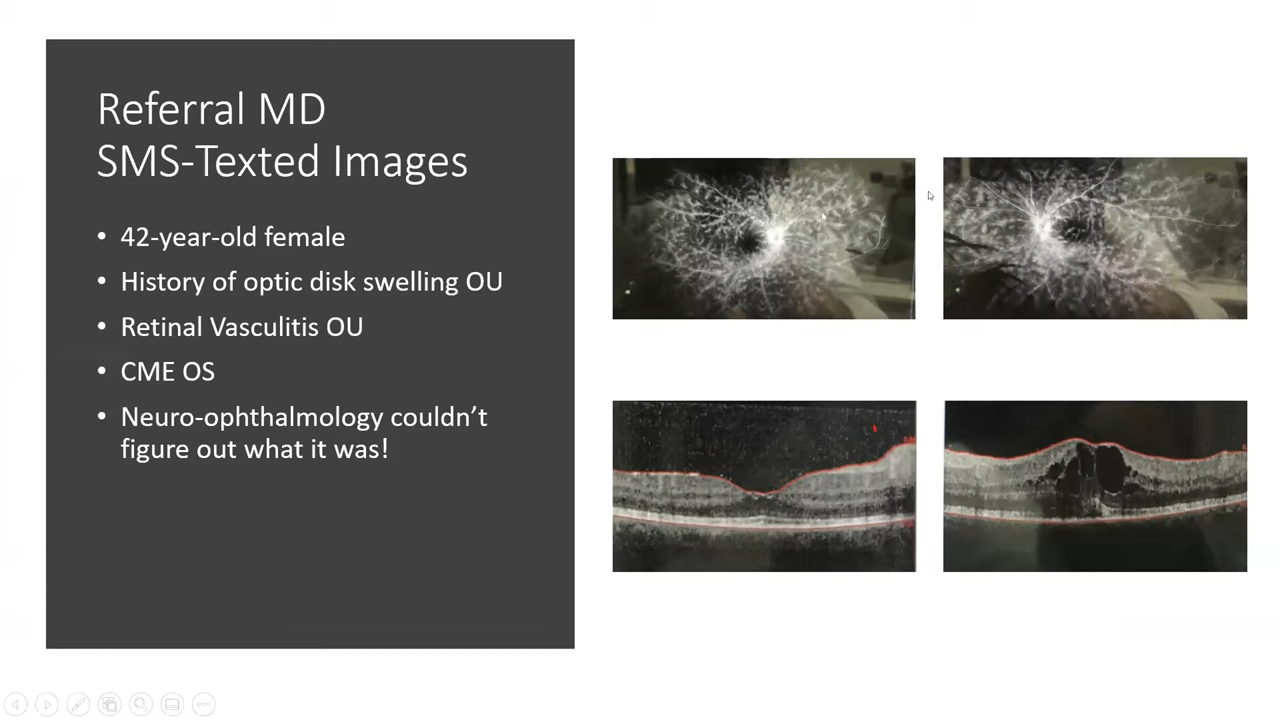 Referral MD
SMS-Texted Images
• 42-year-old female
• History of optic disk swelling OU
• Retinal Vasculitis OU
• CME OS
• Neuro-ophthalmology couldn’t
figure out what it was!